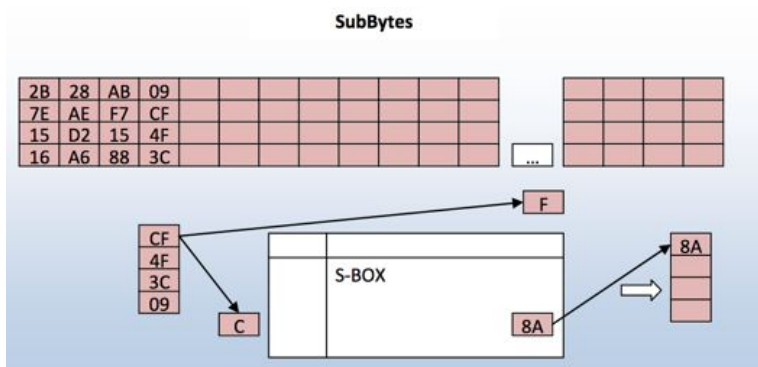 SubBytes
2B 28 AB 09
7E AE F7 CF
15 D2 15 4F
16 A6 88 3C
...
F
CF
4F
3C
09
C
S-BOX
8A
8A